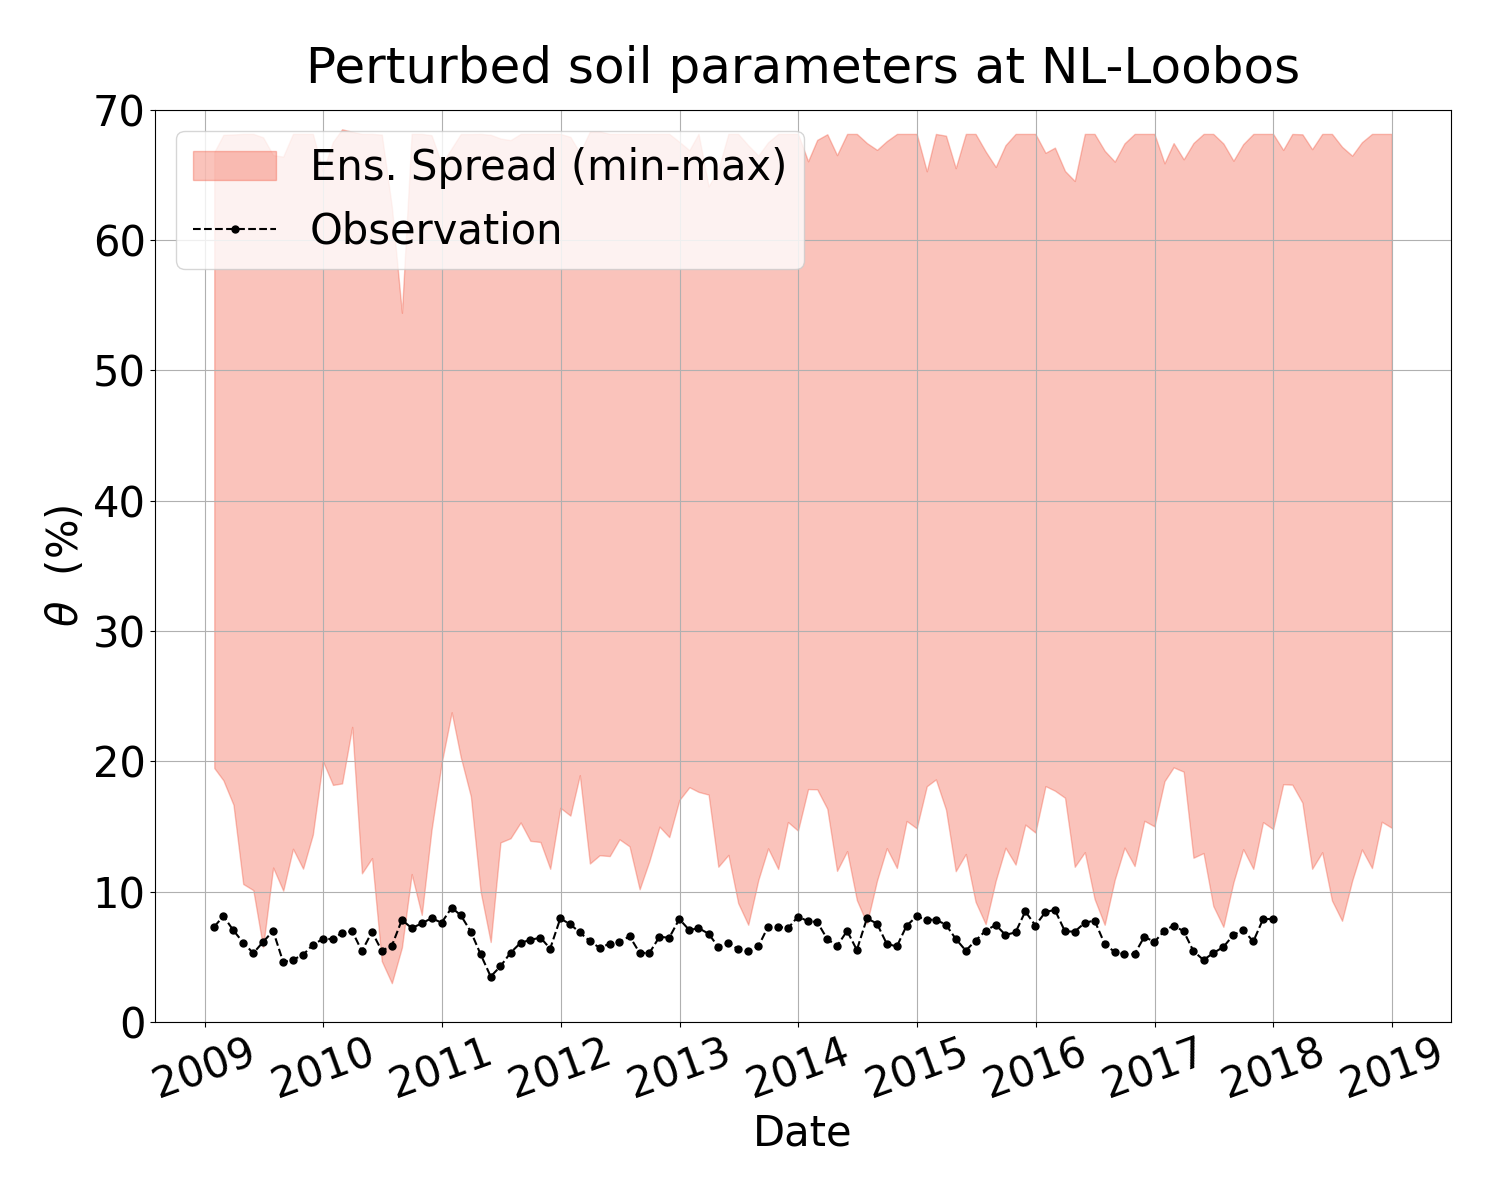 Perturbed soil parameters at NL-Loobos
70
60
50
40
30
20
10
0
θ (%)
Ens. Spread (min-max)
Observation
2009 2010 2011 2012 2013 2014 2015 2016 2017 2018 2019
Date